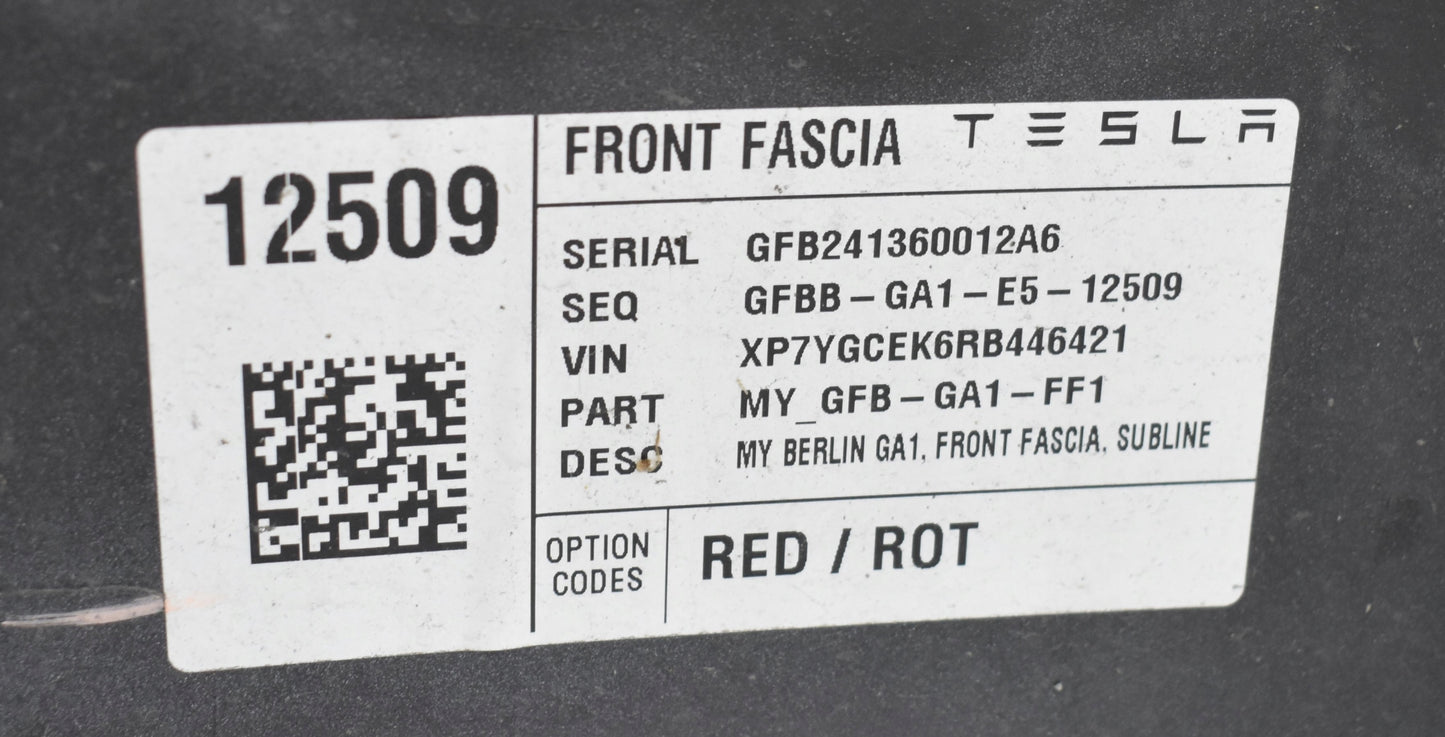 12509
FRONT FASCIA TESLA
SERIAL GFB241360012A6
SEQ GFBB-GA1-E5-12509
VIN XP7YGCEK6RB446421
PART MY_GFB-GA1-FF1
DESC MY BERLIN GA1, FRONT FASCIA, SUBLINE
OPTION
CODES
RED / ROT